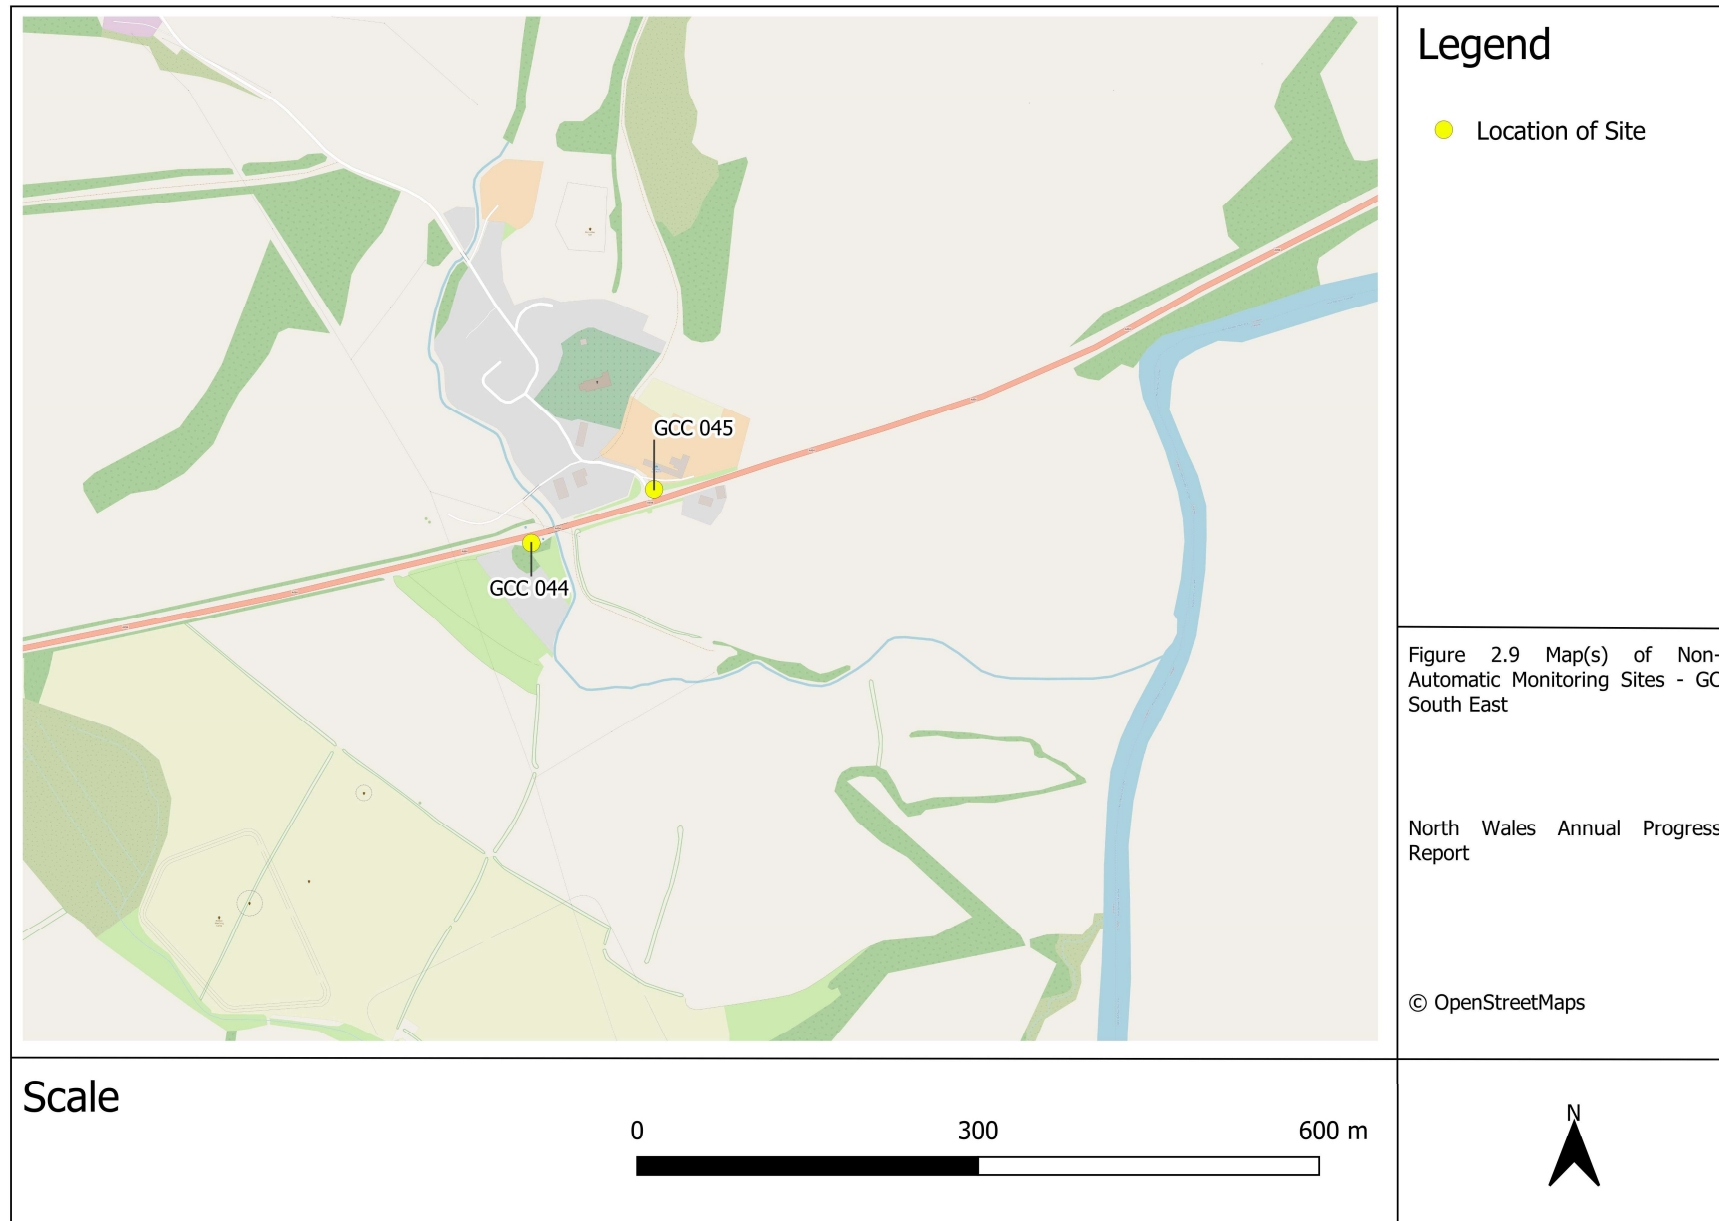 Legend
Location of Site
GCC 045
GCC 044
Figure 2.9 Map(s) of Non-
Automatic Monitoring Sites - GC
South East
North Wales Annual Progress
Report
© OpenStreetMaps
Scale
0 300 600 m
N